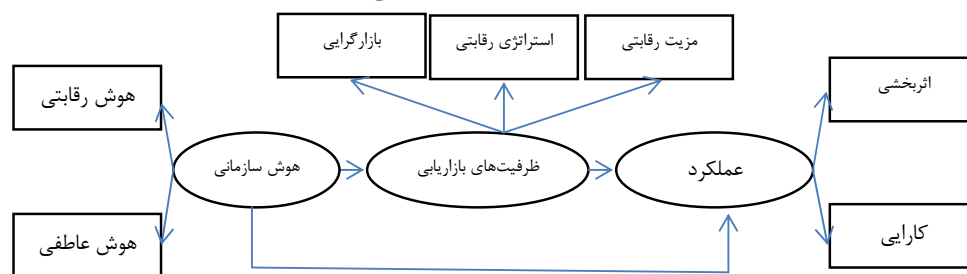 مزیت رقابتی
استراتژی رقابتی
بازارگرایی
اثربخشی
هوش رقابتی
عملکرد
ظرفیت‌های بازاریابی
هوش سازمانی
کارایی
هوش عاطفی